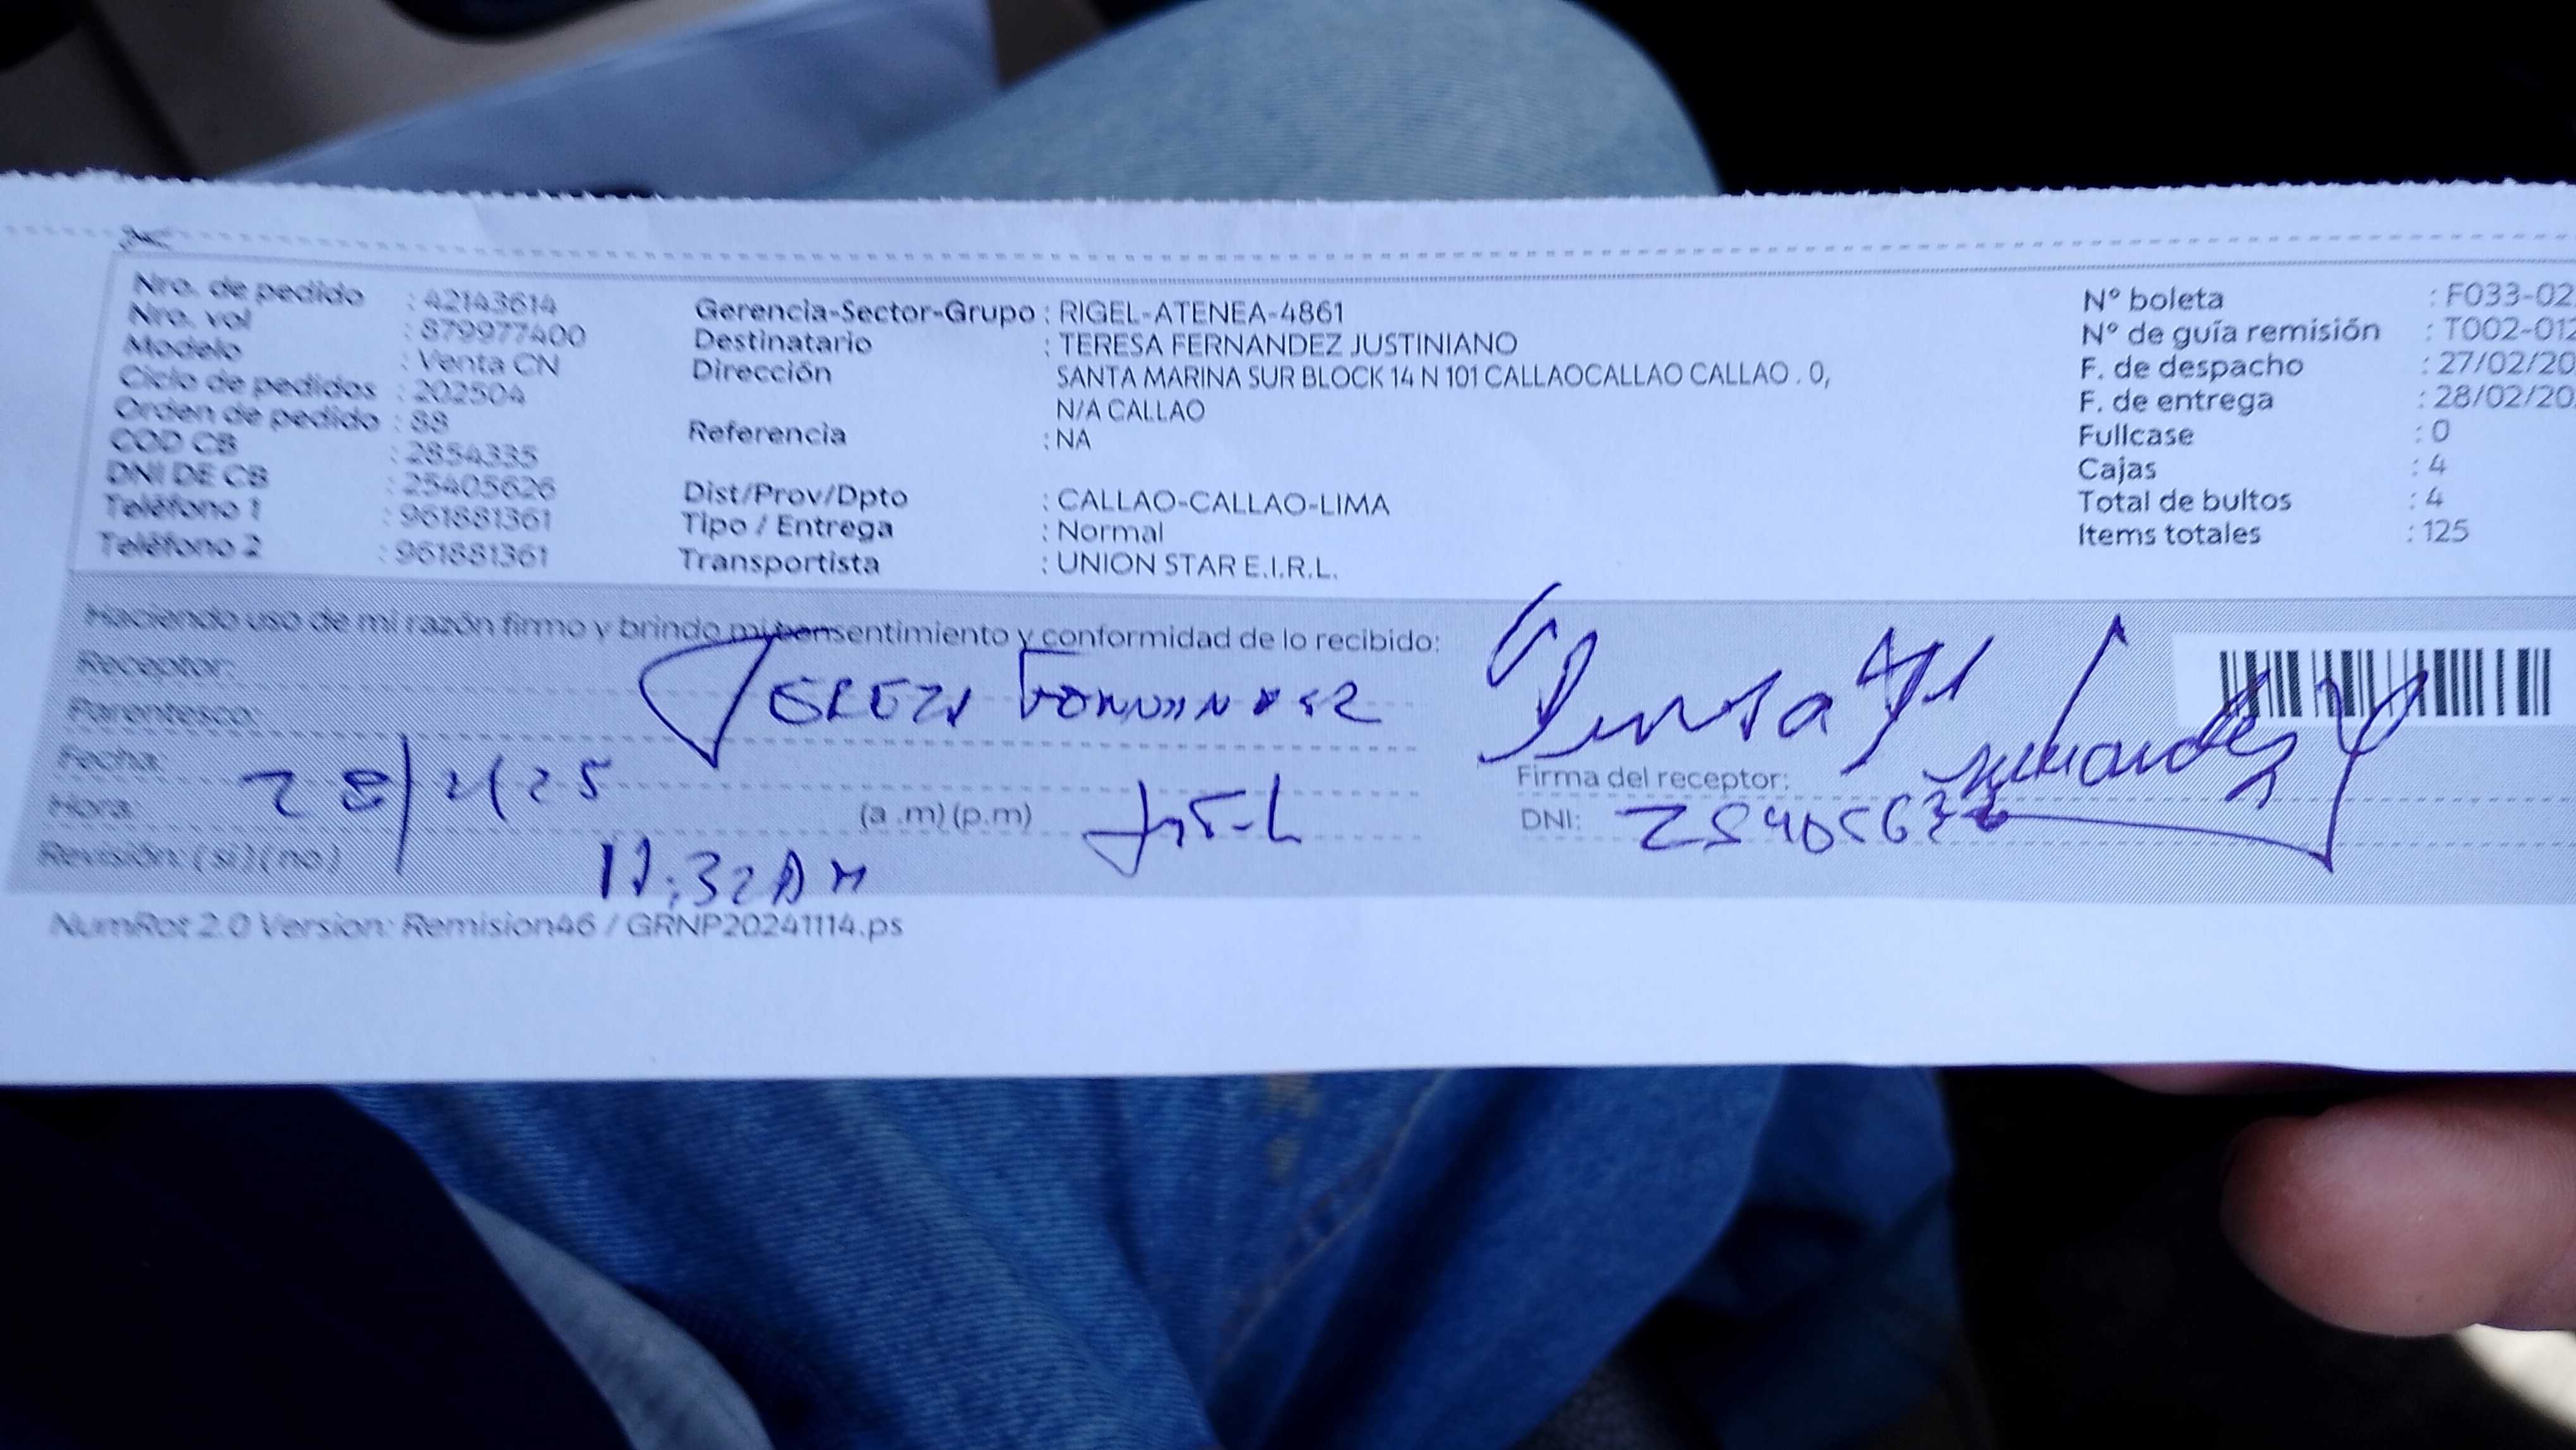 Nro. de pedido : 42143614
Nro. vol : 879977400
Modelo : Venta CN
Ciclo de pedidos : 202504
Orden de pedido : 88
COD CB : 2854335
DNI DE CB : 25405626
Teléfono 1 : 961881361
Teléfono 2 : 961881361
Gerencia-Sector-Grupo : RIGEL-ATENEA-4861
Destinatario : TERESA FERNANDEZ JUSTINIANO
Dirección SANTA MARINA SUR BLOCK 14 N 101 CALLAOCALLAO CALLAO . 0,
N/A CALLAO
Referencia : NA
Dist/Prov/Dpto : CALLAO-CALLAO-LIMA
Tipo / Entrega : Normal
Transportista : UNION STAR E.I.R.L.
N° boleta : F033-02
N° de guía remisión : T002-012
F. de despacho : 27/02/20
F. de entrega : 28/02/20
Fullcase : 0
Cajas : 4
Total de bultos : 4
Items totales : 125
Haciendo uso de mi razón firmo y brindo mi consentimiento y conformidad de lo recibido:
Receptor:
Parentesco:
Fecha: 28/2/25
Hora: (a .m) (p.m)
11:32 AM
Revisión: (si) (no)
Firma del receptor:
DNI:
NumRot 2.0 Version: Remision46 / GRNP20241114.ps